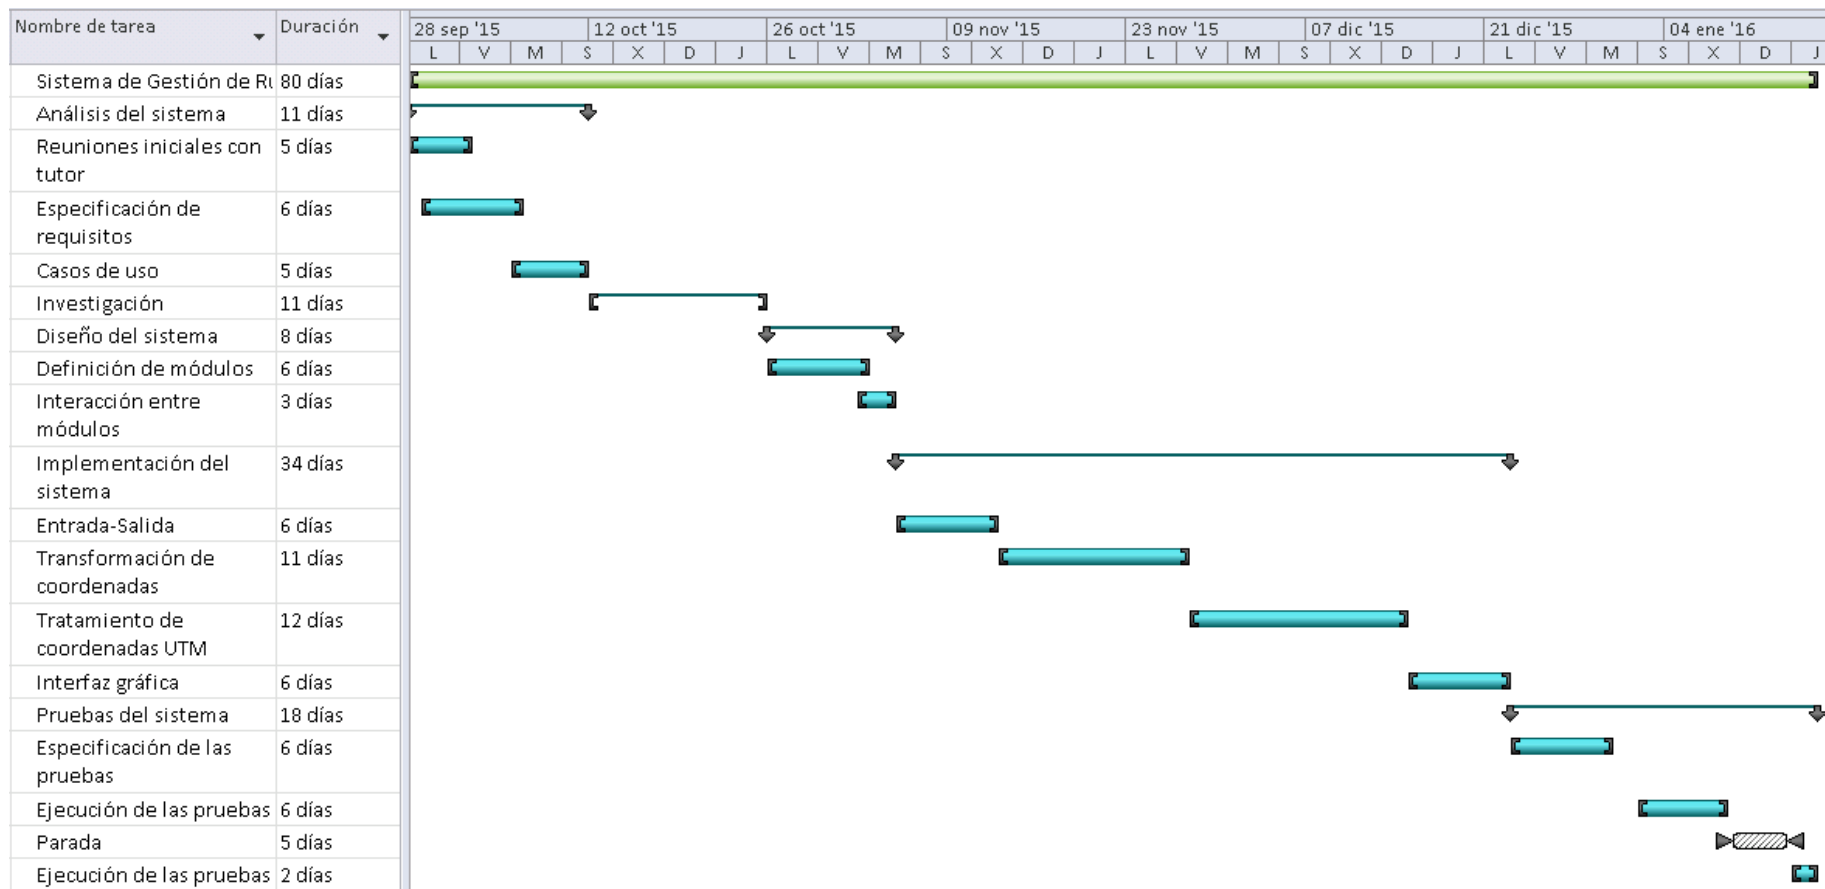 Nombre de tarea Duración 28 sep '15 12 oct '15 26 oct '15 09 nov '15 23 nov '15 07 dic '15 21 dic '15 04 ene '16
L V M S X D J L V M S X D J L V M S X D J L V M S X D J
Sistema de Gestión de Ru 80 días
Análisis del sistema 11 días
Reuniones iniciales con 5 días
tutor
Especificación de 6 días
requisitos
Casos de uso 5 días
Investigación 11 días
Diseño del sistema 8 días
Definición de módulos 6 días
Interacción entre 3 días
módulos
Implementación del 34 días
sistema
Entrada-Salida 6 días
Transformación de 11 días
coordenadas
Tratamiento de 12 días
coordenadas UTM
Interfaz gráfica 6 días
Pruebas del sistema 18 días
Especificación de las 6 días
pruebas
Ejecución de las pruebas 6 días
Parada 5 días
Ejecución de las pruebas 2 días